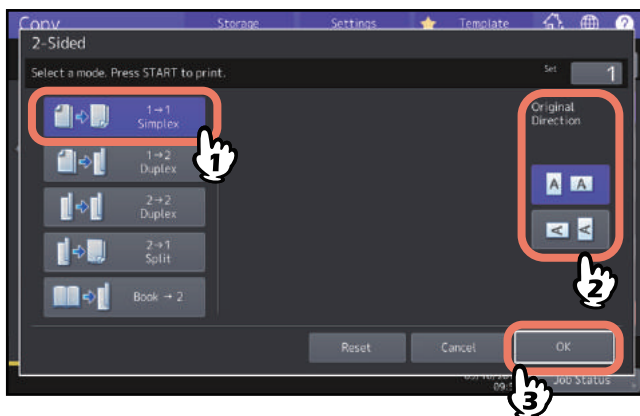 Copy Storage Settings Template ?
2-Sided
Select a mode. Press START to print.
Set 1
1→1
Simplex
1
1→2
Duplex
2→2
Duplex
2→1
Split
Book → 2
Original
Direction
A A
A A
2
Reset Cancel OK
3
Job Status